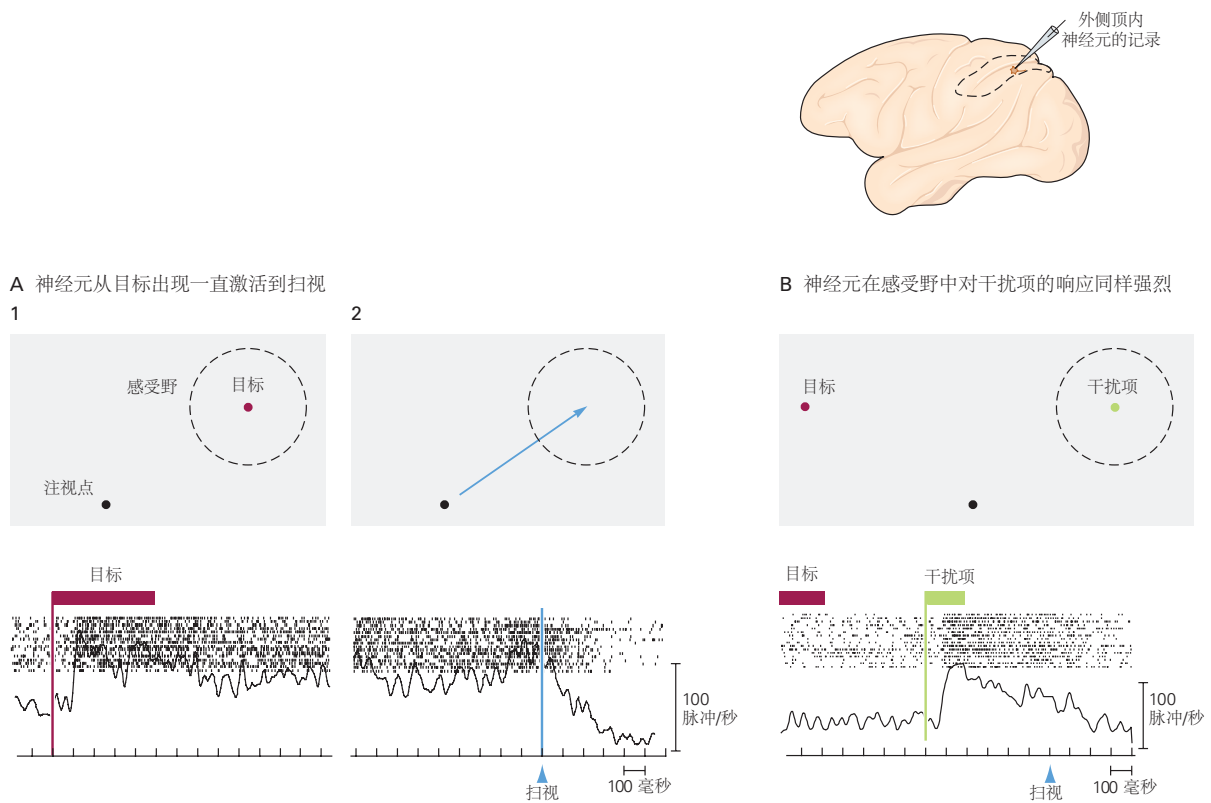 外侧顶内
神经元的记录
A 神经元从目标出现一直激活到扫视
1
2
感受野
目标
注视点
目标
扫视
100
脉冲/秒
100 毫秒
B 神经元在感受野中对干扰项的响应同样强烈
目标
干扰项
目标
干扰项
扫视
100
脉冲/秒
100 毫秒